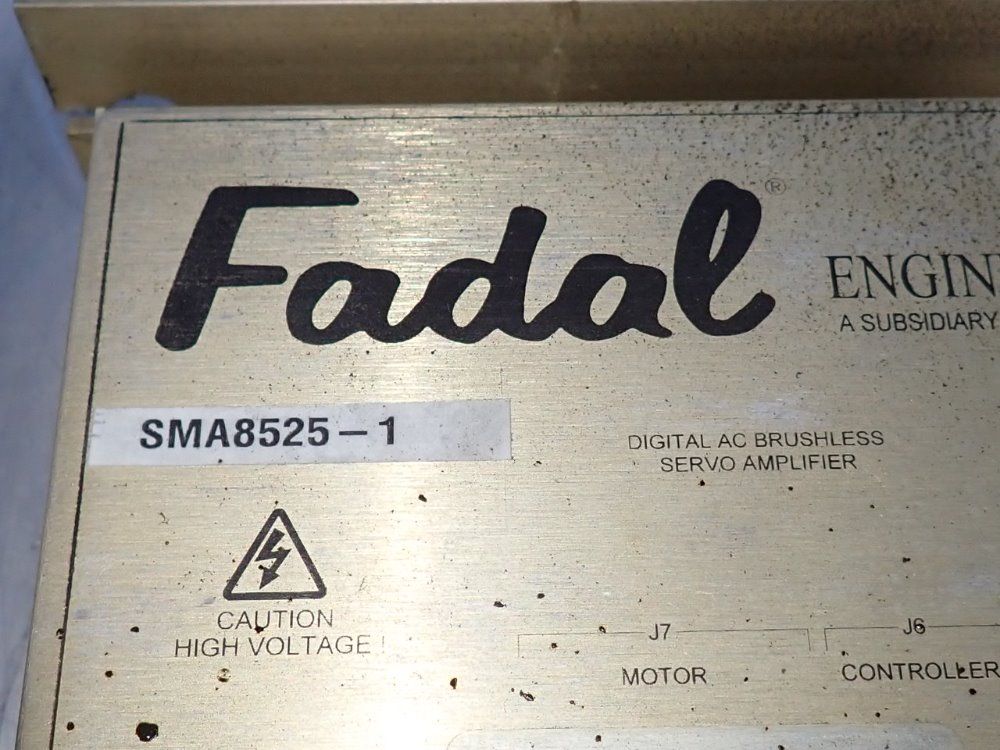 Fadal®
ENGIN
A SUBSIDIARY
SMA8525-1
DIGITAL AC BRUSHLESS
SERVO AMPLIFIER
CAUTION
HIGH VOLTAGE !
J7
MOTOR
J6
CONTROLLER